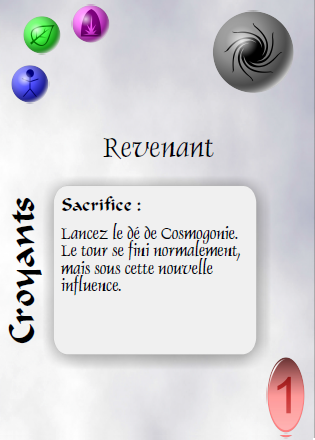 Revenant
Croyants
Sacrifice :
Lancez le dé de Cosmogonie.
Le tour se fini normalement,
mais sous cette nouvelle
influence.
1